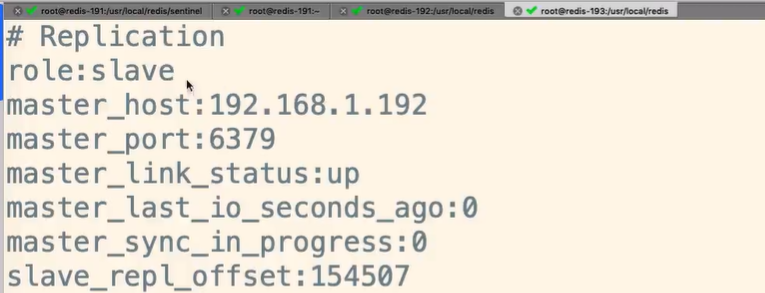 root@redis-191:/usr/local/redis/sentinel
root@redis-191:~
root@redis-192:/usr/local/redis
root@redis-193:/usr/local/redis
# Replication
role:slave
master_host:192.168.1.192
master_port:6379
master_link_status:up
master_last_io_seconds_ago:0
master_sync_in_progress:0
slave_repl_offset:154507